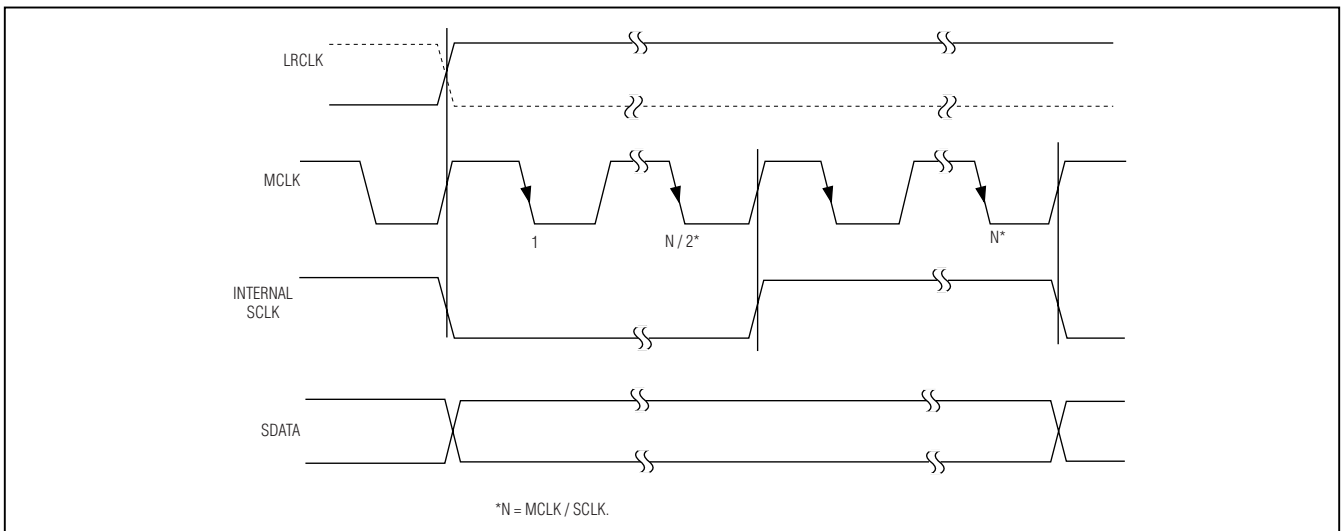 LRCLK
MCLK
1
N / 2*
N*
INTERNAL
SCLK
SDATA
*N = MCLK / SCLK.